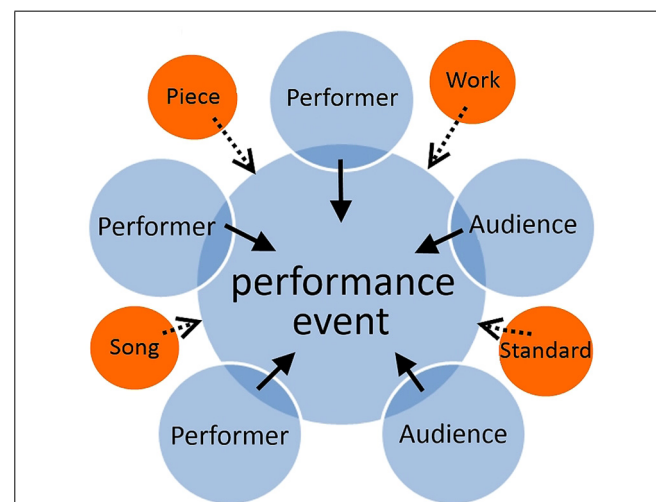 Piece
Performer
Work
Performer
Audience
performance
event
Song
Standard
Performer
Audience